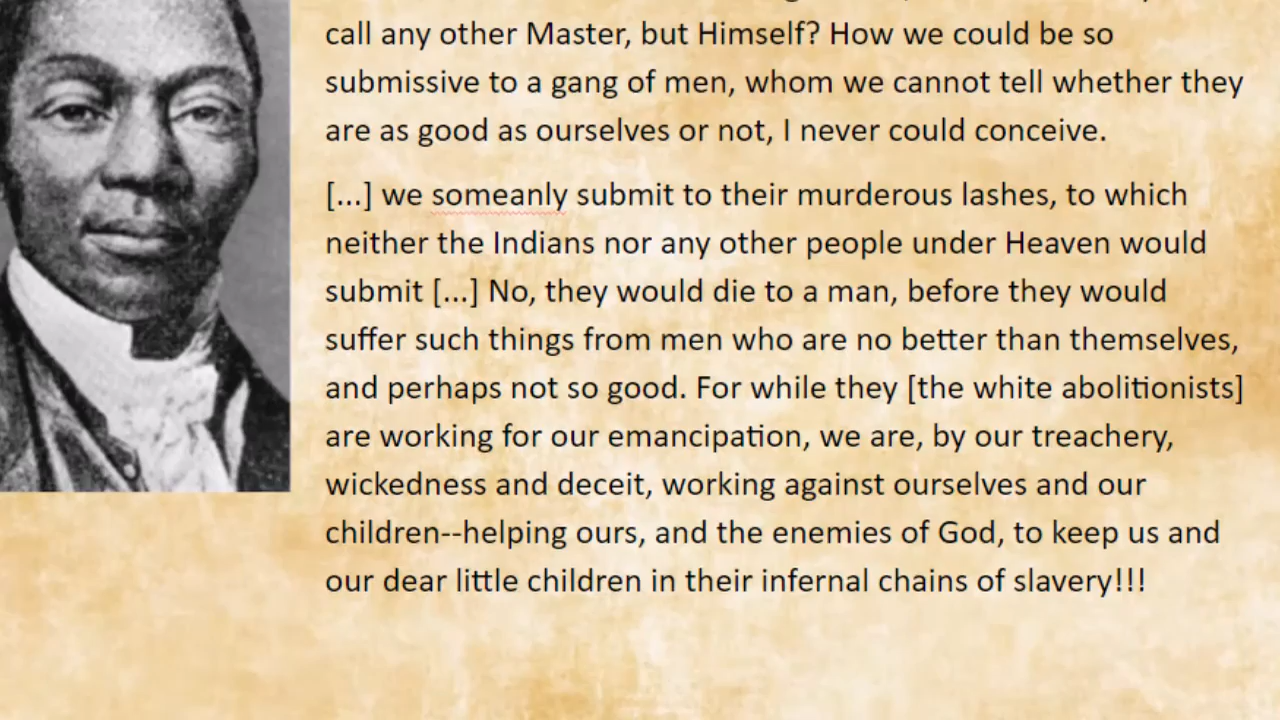 call any other Master, but Himself? How we could be so
submissive to a gang of men, whom we cannot tell whether they
are as good as ourselves or not, I never could conceive.
[...] we someanly submit to their murderous lashes, to which
neither the Indians nor any other people under Heaven would
submit [...] No, they would die to a man, before they would
suffer such things from men who are no better than themselves,
and perhaps not so good. For while they [the white abolitionists]
are working for our emancipation, we are, by our treachery,
wickedness and deceit, working against ourselves and our
children--helping ours, and the enemies of God, to keep us and
our dear little children in their infernal chains of slavery!!!